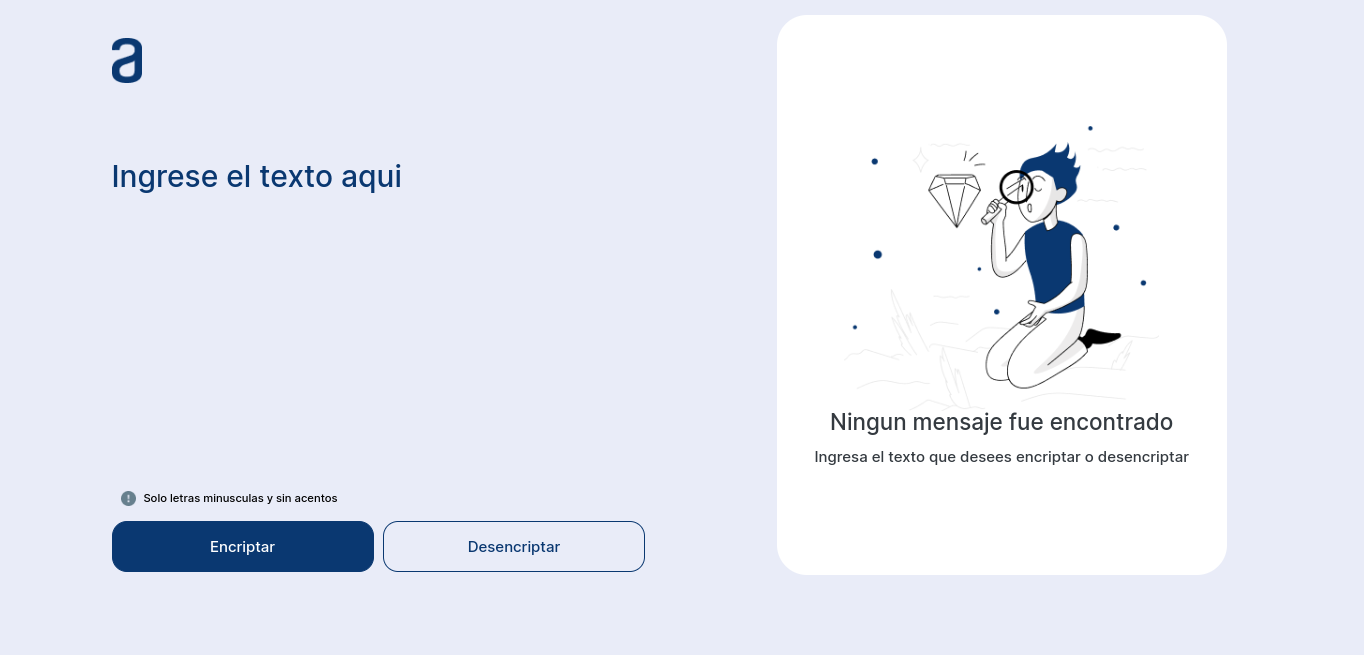 a
Ingrese el texto aqui
Solo letras minusculas y sin acentos
Encriptar
Desencriptar
Ningun mensaje fue encontrado
Ingresa el texto que desees encriptar o desencriptar